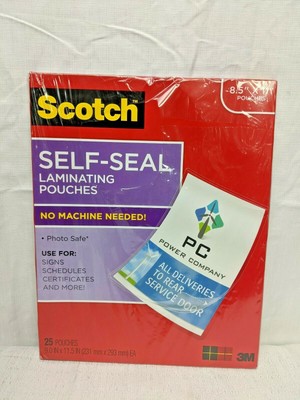 Scotch™
8.5" x 11"
POUCHES
SELF-SEAL
LAMINATING
POUCHES
NO MACHINE NEEDED!
• Photo Safe*
USE FOR:
SIGNS
SCHEDULES
CERTIFICATES
AND MORE!
PC
POWER COMPANY
ALL DELIVERIES
TO REAR
SERVICE DOOR
25 POUCHES
3M